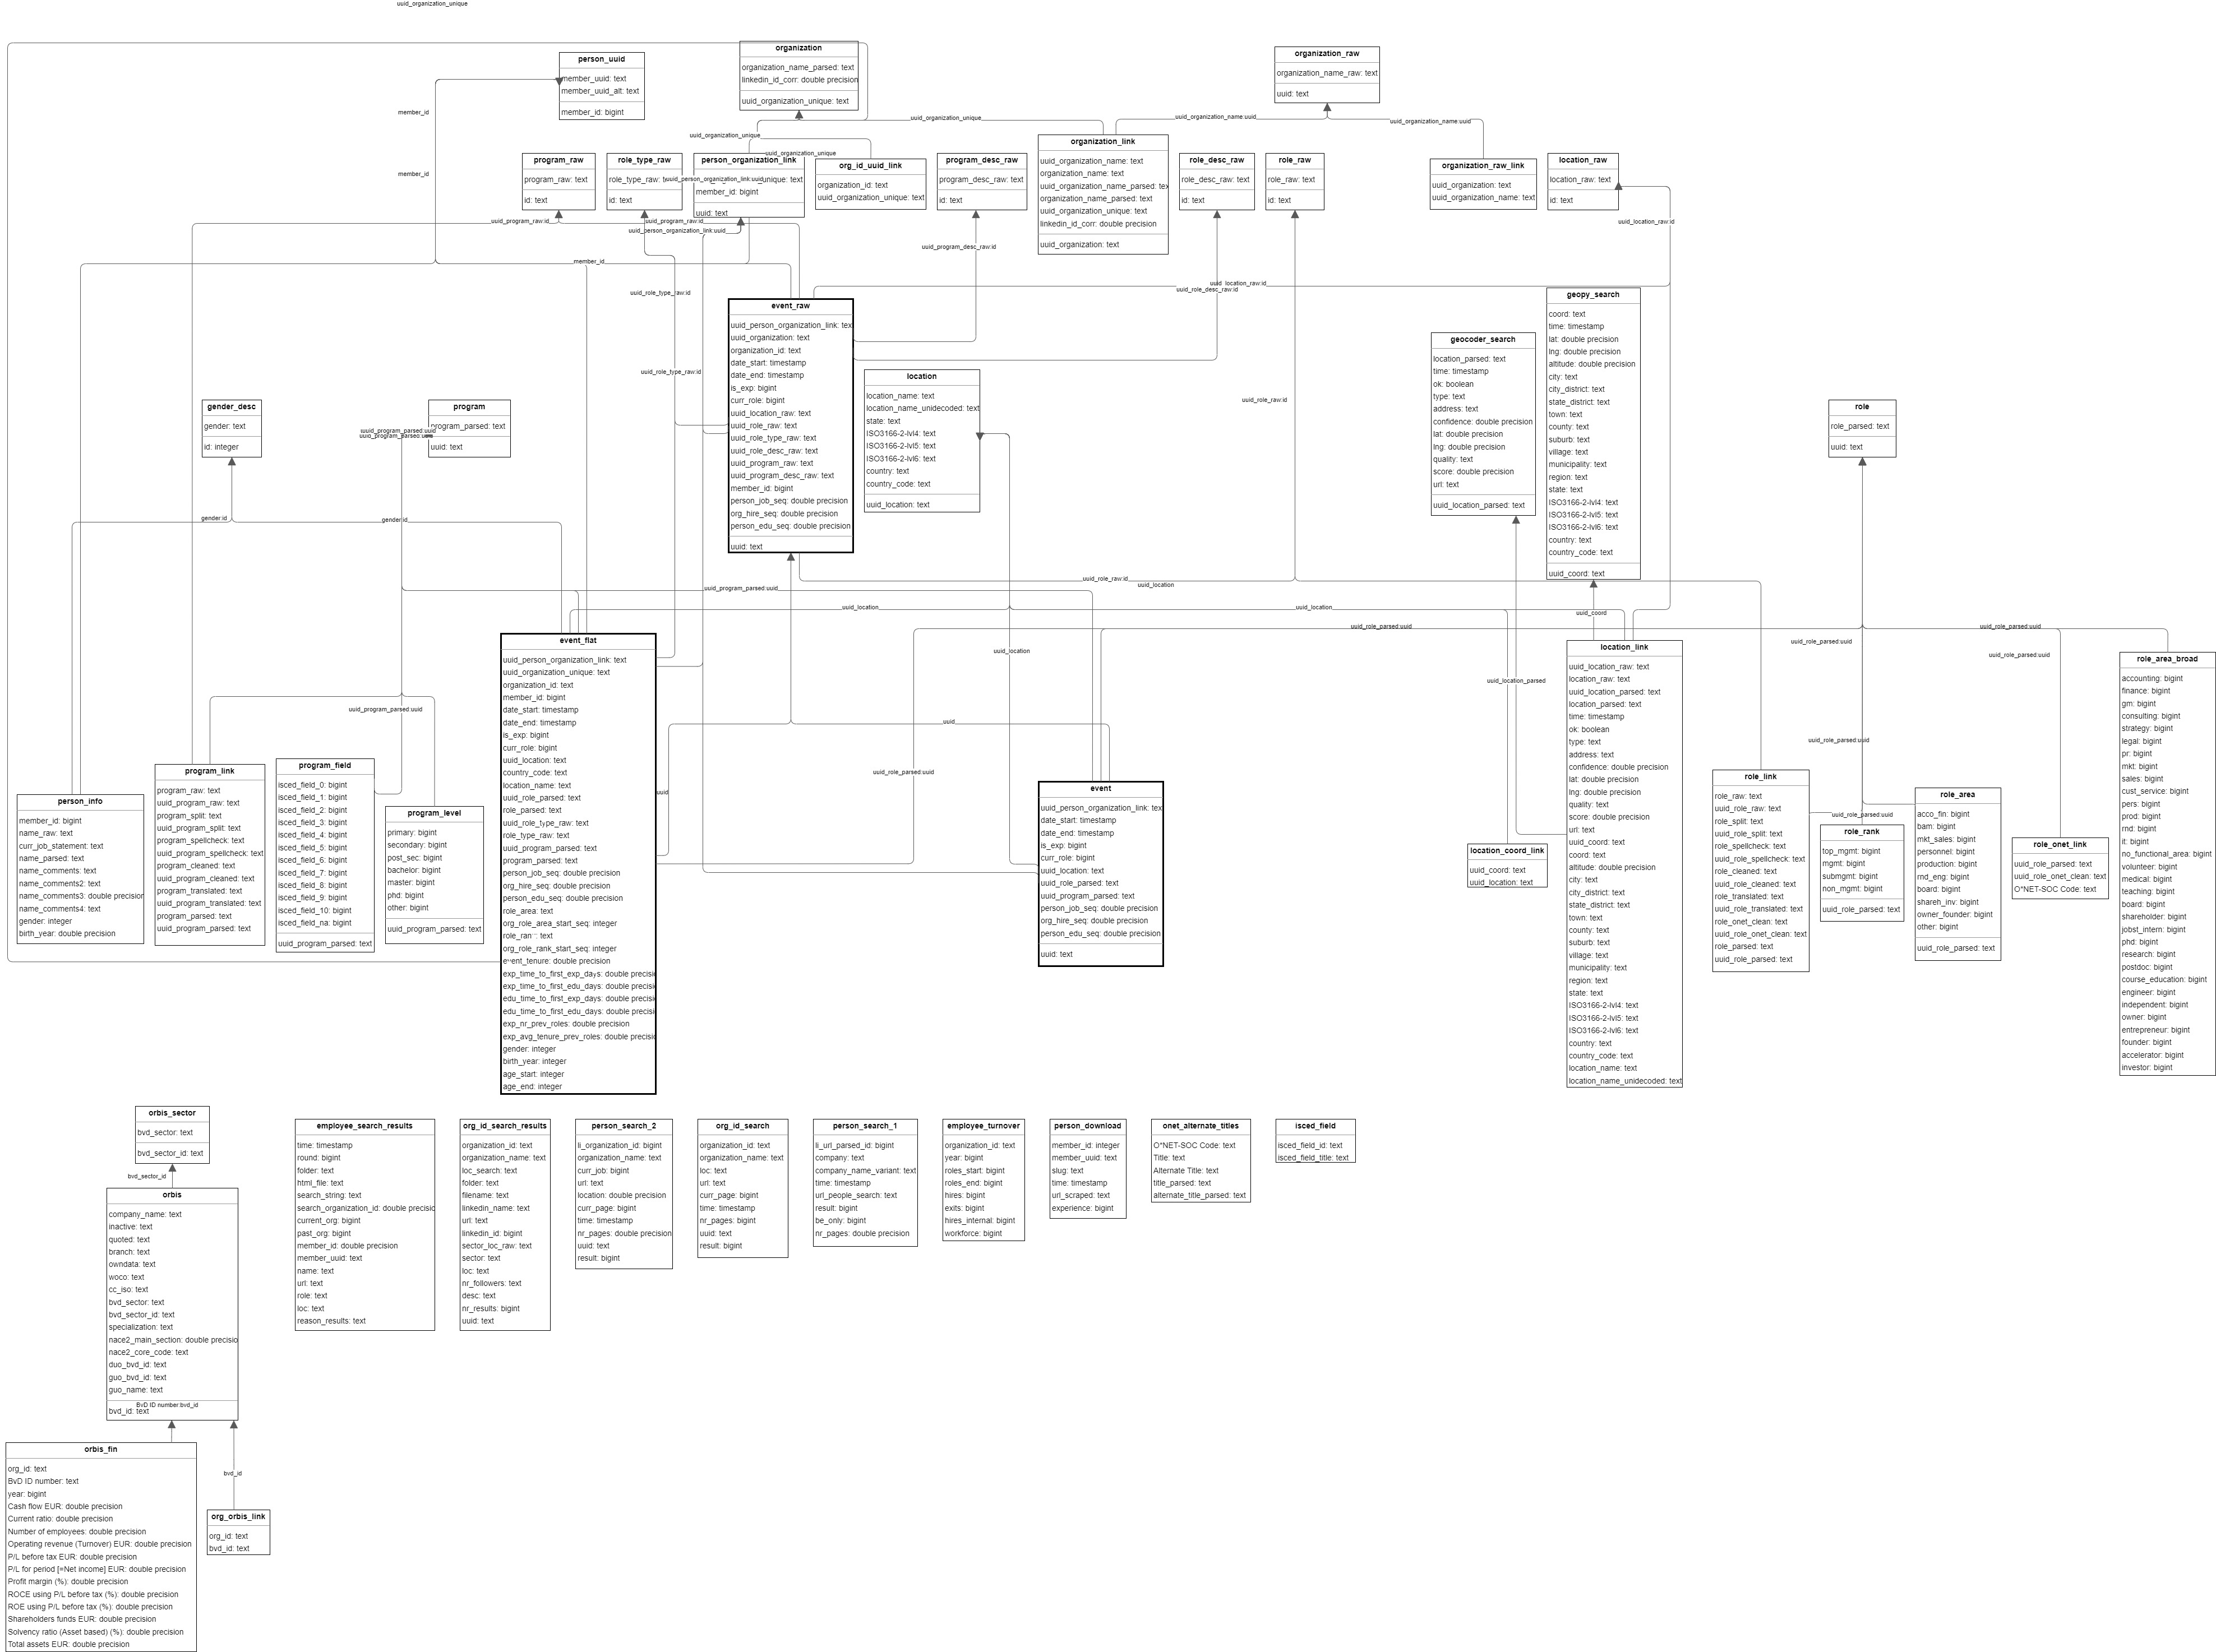 uuid_organization_unique
person_uuid
member_uuid: text
member_uuid_alt: text
member_id: bigint
organization
organization_name_parsed: text
linkedin_id_corr: double precision
uuid_organization_unique: text
organization_raw
organization_name_raw: text
uuid: text
member_id
uuid_organization_unique
uuid_organization_name:uuid
uuid_organization_name:uuid
uuid_organization_unique
uuid_organization_unique
member_id
program_raw
program_raw: text
id: text
role_type_raw
role_type_raw: text
id: text
person_organization_link
uuid_person_organization_link:uuid
unique: text
member_id: bigint
uuid: text
org_id_uuid_link
organization_id: text
uuid_organization_unique: text
program_desc_raw
program_desc_raw: text
id: text
organization_link
uuid_organization_name: text
organization_name: text
uuid_organization_name_parsed: text
organization_name_parsed: text
uuid_organization_unique: text
linkedin_id_corr: double precision
uuid_organization: text
role_desc_raw
role_desc_raw: text
id: text
role_raw
role_raw: text
id: text
organization_raw_link
uuid_organization: text
uuid_organization_name: text
location_raw
location_raw: text
id: text
uuid_program_raw:id
uuid_program_raw:id
uuid_person_organization_link:uuid
uuid_location_raw:id
uuid_program_desc_raw:id
member_id
uuid_role_type_raw:id
uuid_location_raw:id
uuid_role_desc_raw:id
event_raw
uuid_person_organization_link: tex
uuid_organization: text
organization_id: text
date_start: timestamp
date_end: timestamp
is_exp: bigint
curr_role: bigint
uuid_location_raw: text
uuid_role_raw: text
uuid_role_type_raw: text
uuid_role_desc_raw: text
uuid_program_raw: text
uuid_program_desc_raw: text
member_id: bigint
person_job_seq: double precision
org_hire_seq: double precision
person_edu_seq: double precision
uuid: text
uuid_role_type_raw:id
uuid_role_raw:id
location
location_name: text
location_name_unidecoded: text
state: text
ISO3166-2-lvl4: text
ISO3166-2-lvl5: text
ISO3166-2-lvl6: text
country: text
country_code: text
uuid_location: text
geocoder_search
location_parsed: text
time: timestamp
ok: boolean
type: text
address: text
confidence: double precision
lat: double precision
lng: double precision
quality: text
score: double precision
url: text
uuid_location_parsed: text
geopy_search
coord: text
time: timestamp
lat: double precision
lng: double precision
altitude: double precision
city: text
city_district: text
state_district: text
town: text
county: text
suburb: text
village: text
municipality: text
region: text
state: text
ISO3166-2-lvl4: text
ISO3166-2-lvl5: text
ISO3166-2-lvl6: text
country: text
country_code: text
uuid_coord: text
gender_desc
gender: text
id: integer
program
program_parsed: text
uuid: text
uuid_program_parsed:uuid
uuid_program_parsed:uuid
role
role_parsed: text
uuid: text
gender:id
gender:id
uuid_program_parsed:uuid
uuid_role_raw:id
uuid_location
uuid_location
uuid_location
uuid_coord
uuid_role_parsed:uuid
uuid_role_parsed:uuid
uuid_role_parsed:uuid
uuid_role_parsed:uuid
uuid_location
uuid_location_parsed
uuid_program_parsed:uuid
uuid
uuid_role_parsed:uuid
uuid_role_parsed:uuid
uuid
uuid_role_parsed:uuid
person_info
member_id: bigint
name_raw: text
curr_job_statement: text
name_parsed: text
name_comments: text
name_comments2: text
name_comments3: double precision
name_comments4: text
gender: integer
birth_year: double precision
program_link
program_raw: text
uuid_program_raw: text
program_split: text
uuid_program_split: text
program_spellcheck: text
uuid_program_spellcheck: text
program_cleaned: text
uuid_program_cleaned: text
program_translated: text
uuid_program_translated: text
program_parsed: text
uuid_program_parsed: text
program_field
isced_field_0: bigint
isced_field_1: bigint
isced_field_2: bigint
isced_field_3: bigint
isced_field_4: bigint
isced_field_5: bigint
isced_field_6: bigint
isced_field_7: bigint
isced_field_8: bigint
isced_field_9: bigint
isced_field_10: bigint
isced_field_na: bigint
uuid_program_parsed: text
program_level
primary: bigint
secondary: bigint
post_sec: bigint
bachelor: bigint
master: bigint
phd: bigint
other: bigint
uuid_program_parsed: text
event_flat
uuid_person_organization_link: text
uuid_organization_unique: text
organization_id: text
member_id: bigint
date_start: timestamp
date_end: timestamp
is_exp: bigint
curr_role: bigint
uuid_location: text
country_code: text
location_name: text
uuid_role_parsed: text
role_parsed: text
uuid_role_type_raw: text
role_type_raw: text
uuid_program_parsed: text
program_parsed: text
person_job_seq: double precision
org_hire_seq: double precision
person_edu_seq: double precision
role_area: text
org_role_area_start_seq: integer
text
org_role_rank_start_seq: integer
event_tenure: double precision
exp_time_to_first_exp_days: double precisi
exp_time_to_first_edu_days: double precisi
edu_time_to_first_exp_days: double precisi
edu_time_to_first_edu_days: double precisi
exp_nr_prev_roles: double precision
exp_avg_tenure_prev_roles: double precisi
gender: integer
birth_year: integer
age_start: integer
age_end: integer
event
uuid_person_organization_link: tex
date_start: timestamp
date_end: timestamp
is_exp: bigint
curr_role: bigint
uuid_location: text
uuid_role_parsed: text
uuid_program_parsed: text
person_job_seq: double precision
org_hire_seq: double precision
person_edu_seq: double precision
uuid: text
location_coord_link
uuid_coord: text
uuid_location: text
location_link
uuid_location_raw: text
location_raw: text
uuid_location_parsed: text
location_parsed: text
time: timestamp
ok: boolean
type: text
address: text
confidence: double precision
lat: double precision
lng: double precision
quality: text
score: double precision
url: text
uuid_coord: text
coord: text
altitude: double precision
city: text
city_district: text
state_district: text
town: text
county: text
suburb: text
village: text
municipality: text
region: text
state: text
ISO3166-2-lvl4: text
ISO3166-2-lvl5: text
ISO3166-2-lvl6: text
country: text
country_code: text
location_name: text
location_name_unidecoded: text
role_link
role_raw: text
uuid_role_raw: text
role_split: text
uuid_role_split: text
role_spellcheck: text
uuid_role_spellcheck: text
role_cleaned: text
uuid_role_cleaned: text
role_translated: text
uuid_role_translated: text
role_onet_clean: text
uuid_role_onet_clean: text
role_parsed: text
uuid_role_parsed: text
role_rank
top_mgmt: bigint
mgmt: bigint
submgmt: bigint
non_mgmt: bigint
uuid_role_parsed: text
role_area
acco_fin: bigint
bam: bigint
mkt_sales: bigint
personnel: bigint
production: bigint
rnd_eng: bigint
board: bigint
shareh_inv: bigint
owner_founder: bigint
other: bigint
uuid_role_parsed: text
role_onet_link
uuid_role_parsed: text
uuid_role_onet_clean: text
O*NET-SOC Code: text
role_area_broad
accounting: bigint
finance: bigint
gm: bigint
consulting: bigint
strategy: bigint
legal: bigint
pr: bigint
mkt: bigint
sales: bigint
cust_service: bigint
pers: bigint
prod: bigint
rnd: bigint
it: bigint
no_functional_area: bigint
volunteer: bigint
medical: bigint
teaching: bigint
board: bigint
shareholder: bigint
jobst_intern: bigint
phd: bigint
research: bigint
postdoc: bigint
course_education: bigint
engineer: bigint
independent: bigint
owner: bigint
entrepreneur: bigint
founder: bigint
accelerator: bigint
investor: bigint
orbis_sector
bvd_sector: text
bvd_sector_id: text
bvd_sector_id
orbis
company_name: text
inactive: text
quoted: text
branch: text
owndata: text
woco: text
cc_iso: text
bvd_sector: text
bvd_sector_id: text
specialization: text
nace2_main_section: double precisio
nace2_core_code: text
duo_bvd_id: text
guo_bvd_id: text
guo_name: text
BvD ID number:bvd_id
bvd_id: text
employee_search_results
time: timestamp
round: bigint
folder: text
html_file: text
search_string: text
search_organization_id: double precisio
current_org: bigint
past_org: bigint
member_id: double precision
member_uuid: text
name: text
url: text
role: text
loc: text
reason_results: text
org_id_search_results
organization_id: text
organization_name: text
loc_search: text
folder: text
filename: text
linkedin_name: text
url: text
linkedin_id: bigint
sector_loc_raw: text
sector: text
loc: text
nr_followers: text
desc: text
nr_results: bigint
uuid: text
person_search_2
li_organization_id: bigint
organization_name: text
curr_job: bigint
url: text
location: double precision
curr_page: bigint
time: timestamp
nr_pages: double precision
uuid: text
result: bigint
org_id_search
organization_id: text
organization_name: text
loc: text
url: text
curr_page: bigint
time: timestamp
nr_pages: bigint
uuid: text
result: bigint
person_search_1
li_url_parsed_id: bigint
company: text
company_name_variant: text
time: timestamp
url_people_search: text
result: bigint
be_only: bigint
nr_pages: double precision
employee_turnover
organization_id: text
year: bigint
roles_start: bigint
roles_end: bigint
hires: bigint
exits: bigint
hires_internal: bigint
workforce: bigint
person_download
member_id: integer
member_uuid: text
slug: text
time: timestamp
url_scraped: text
experience: bigint
onet_alternate_titles
O*NET-SOC Code: text
Title: text
Alternate Title: text
title_parsed: text
alternate_title_parsed: text
isced_field
isced_field_id: text
isced_field_title: text
orbis_fin
org_id: text
BvD ID number: text
year: bigint
Cash flow EUR: double precision
Current ratio: double precision
Number of employees: double precision
Operating revenue (Turnover) EUR: double precision
P/L before tax EUR: double precision
P/L for period [=Net income] EUR: double precision
Profit margin (%): double precision
ROCE using P/L before tax (%): double precision
ROE using P/L before tax (%): double precision
Shareholders funds EUR: double precision
Solvency ratio (Asset based) (%): double precision
Total assets EUR: double precision
bvd_id
org_orbis_link
org_id: text
bvd_id: text